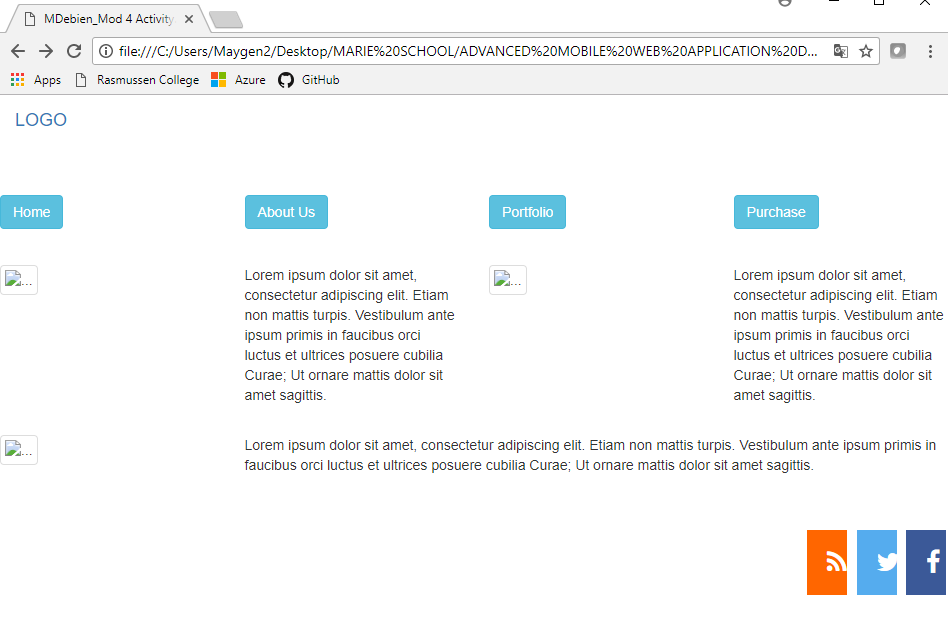 MDebien_Mod 4 Activity
file:///C:/Users/Maygen2/Desktop/MARIE%20SCHOOL/ADVANCED%20MOBILE%20WEB%20APPLICATION%20D...
Apps Rasmussen College Azure GitHub
LOGO
Home About Us Portfolio Purchase
...
Lorem ipsum dolor sit amet,
consectetur adipiscing elit. Etiam
non mattis turpis. Vestibulum ante
ipsum primis in faucibus orci
luctus et ultrices posuere cubilia
Curae; Ut ornare mattis dolor sit
amet sagittis.
...
Lorem ipsum dolor sit amet,
consectetur adipiscing elit. Etiam
non mattis turpis. Vestibulum ante
ipsum primis in faucibus orci
luctus et ultrices posuere cubilia
Curae; Ut ornare mattis dolor sit
amet sagittis.
...
Lorem ipsum dolor sit amet, consectetur adipiscing elit. Etiam non mattis turpis. Vestibulum ante ipsum primis in
faucibus orci luctus et ultrices posuere cubilia Curae; Ut ornare mattis dolor sit amet sagittis.